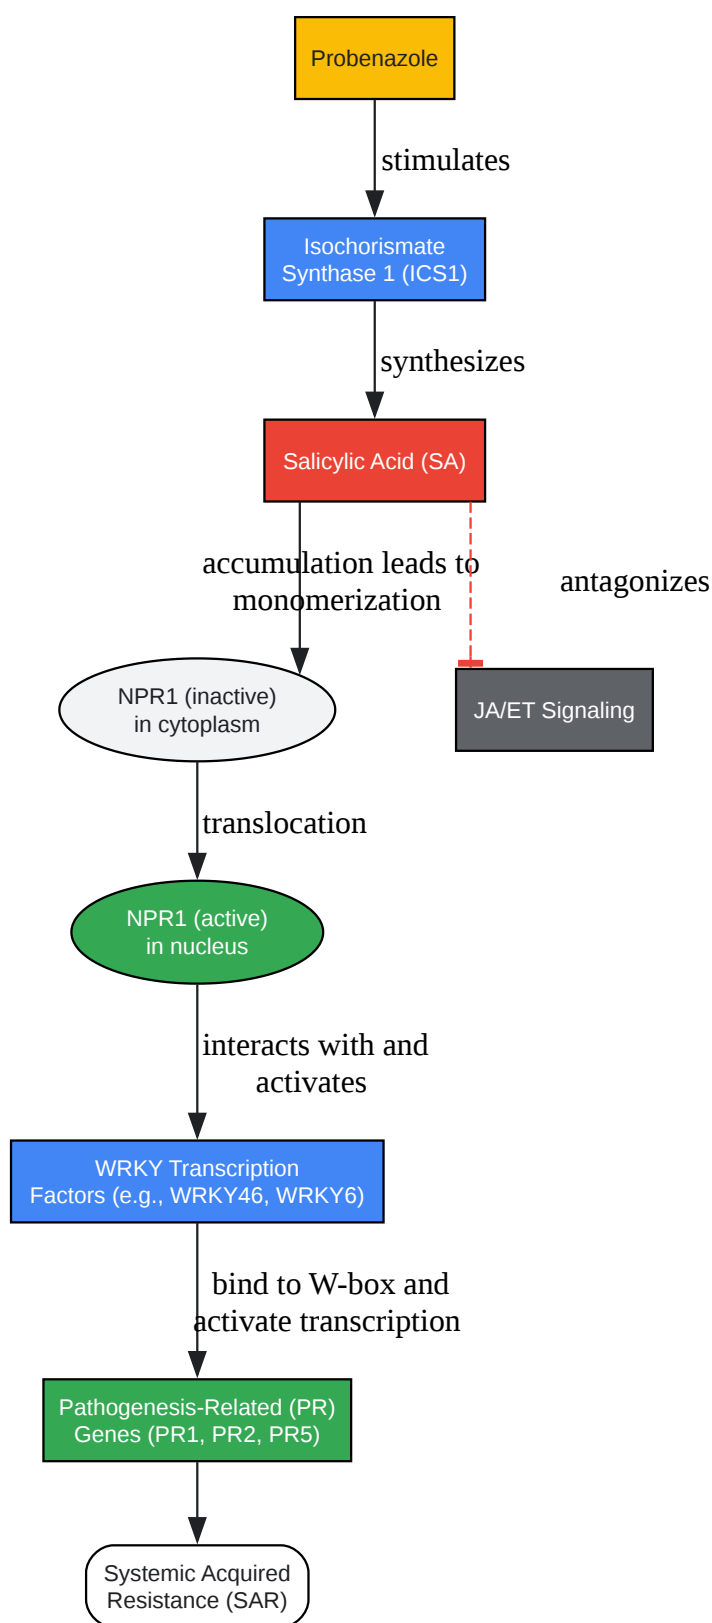 Probenazole
stimulates
Isochorismate
Synthase 1 (ICS1)
synthesizes
Salicylic Acid (SA)
accumulation leads to
monomerization
antagonizes
NPR1 (inactive)
in cytoplasm
JA/ET Signaling
translocation
NPR1 (active)
in nucleus
interacts with and
activates
WRKY Transcription
Factors (e.g., WRKY46, WRKY6)
bind to W-box and
activate transcription
Pathogenesis-Related (PR)
Genes (PR1, PR2, PR5)
Systemic Acquired
Resistance (SAR)